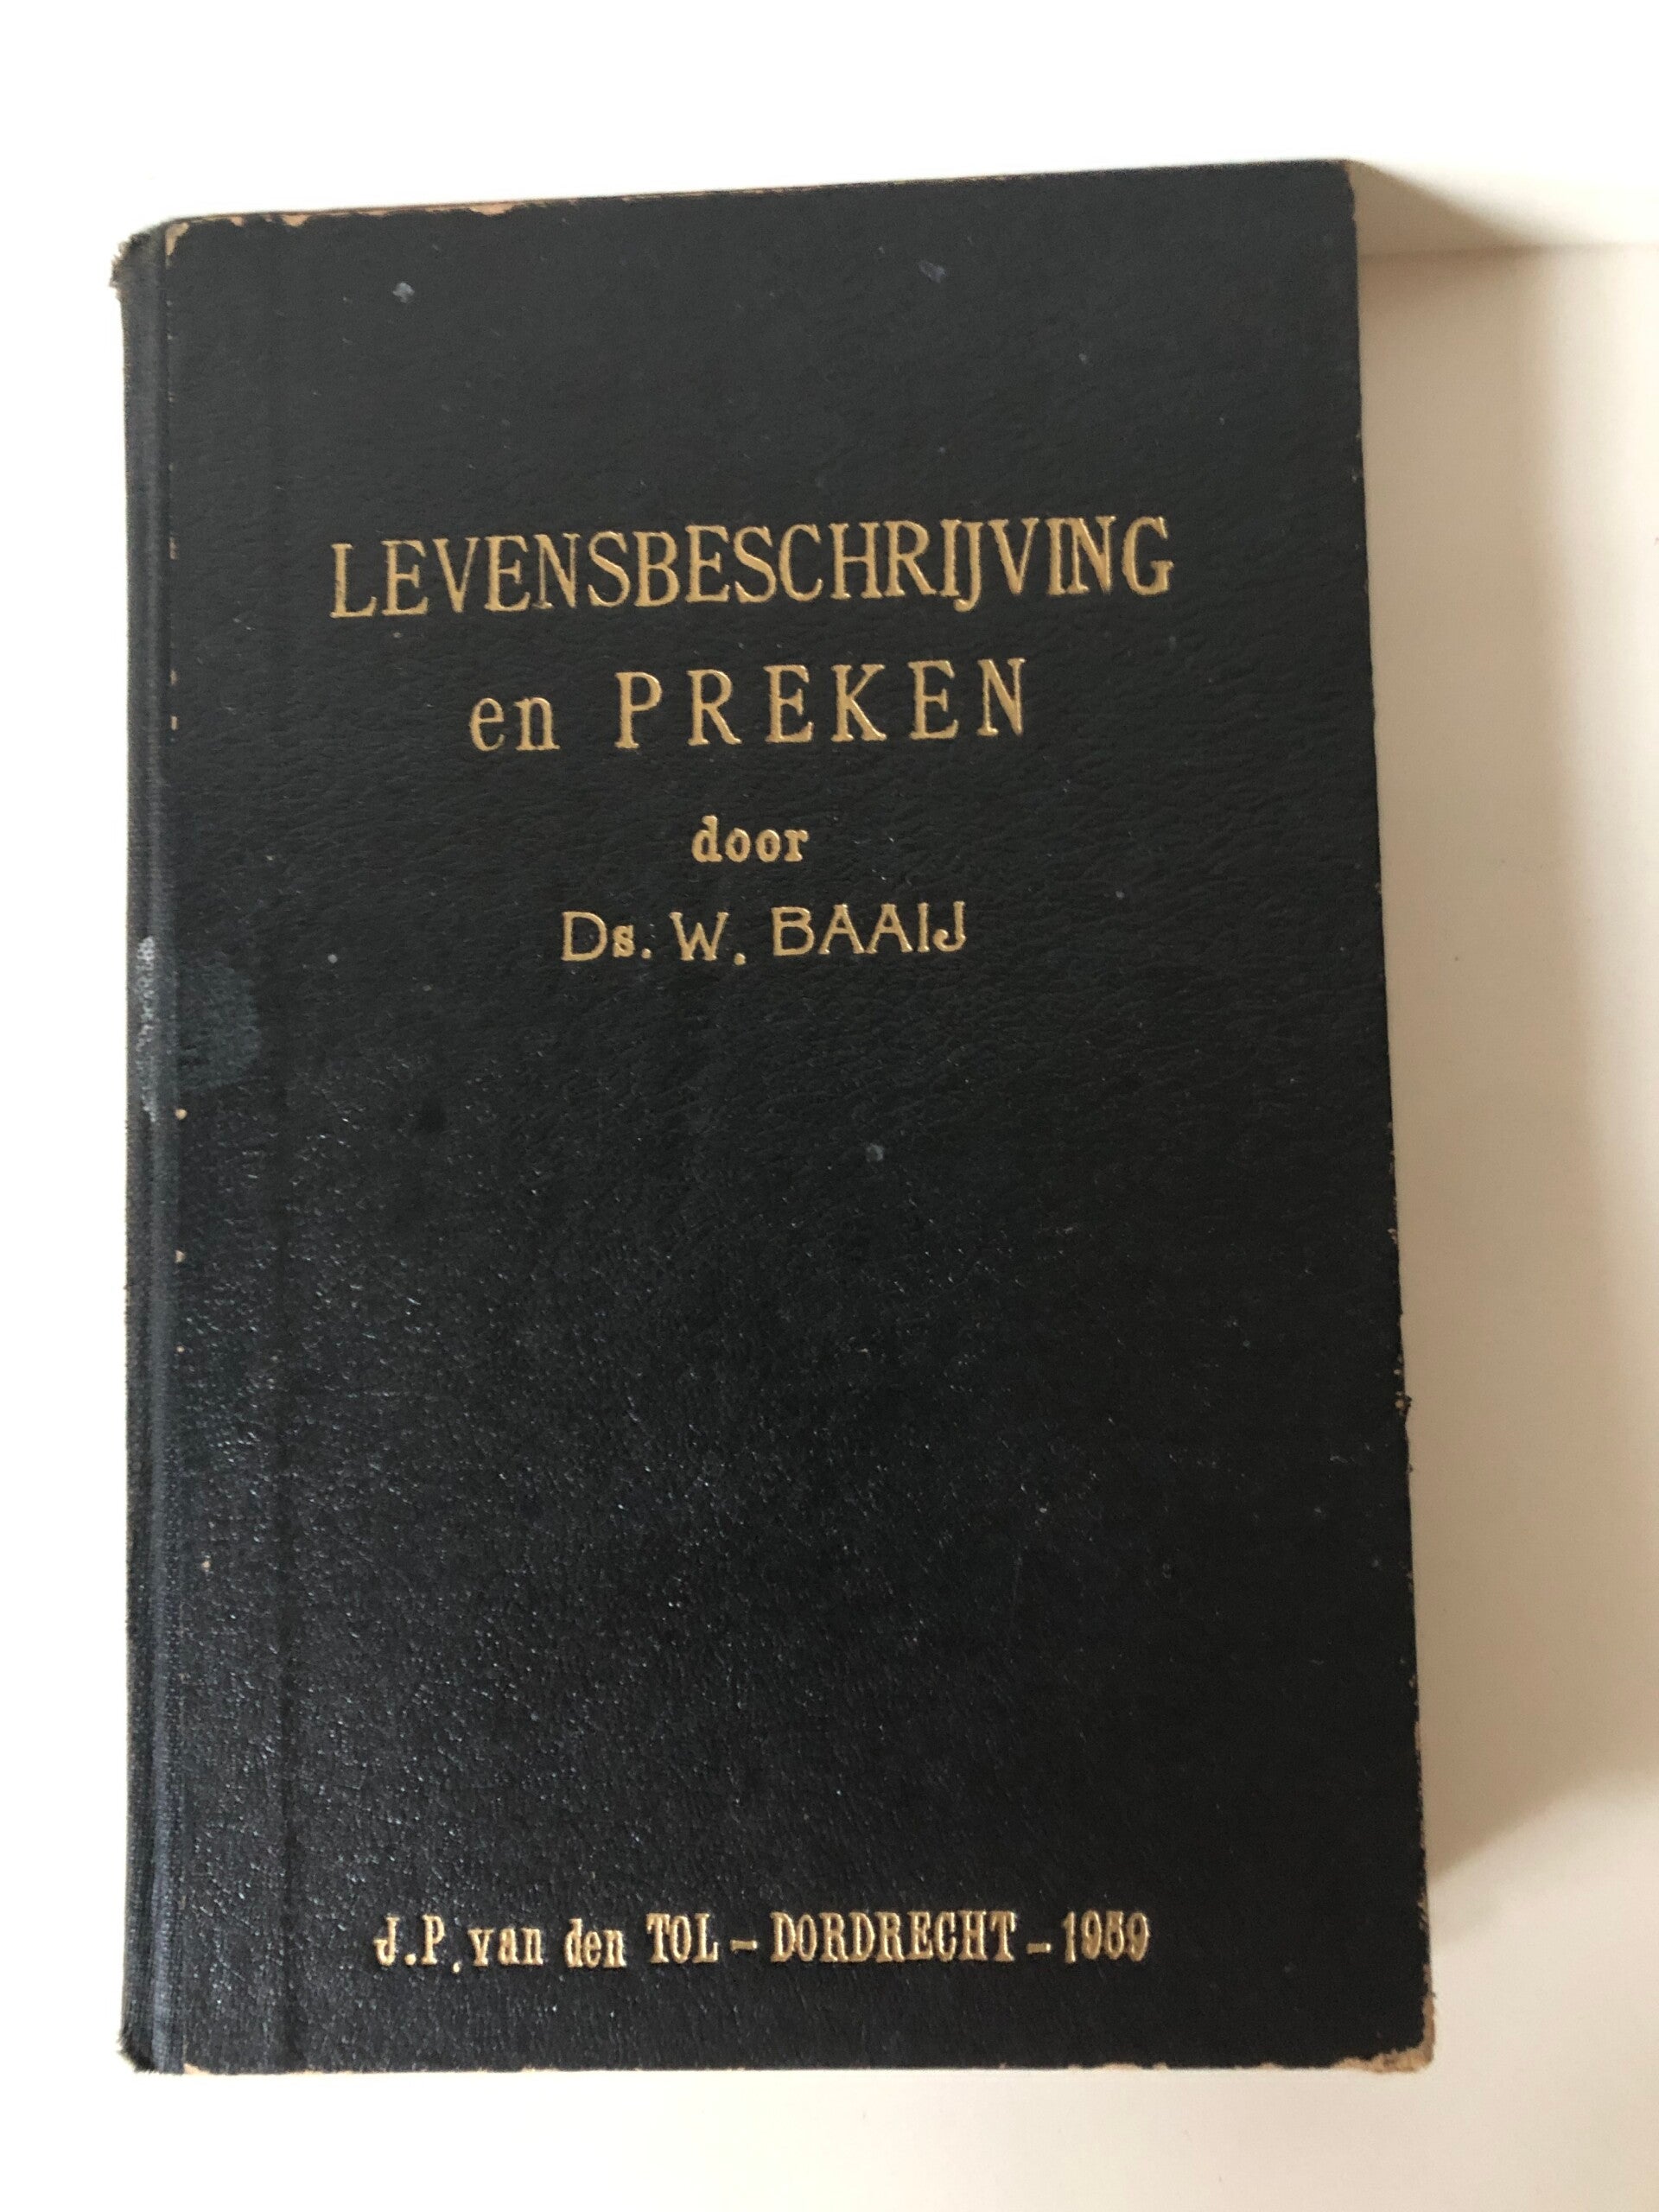 LEVENSBESCHRIJVING
en PREKEN
door
Ds. W. BAAIJ
J.P. van den TOL - DORDRECHT - 1959